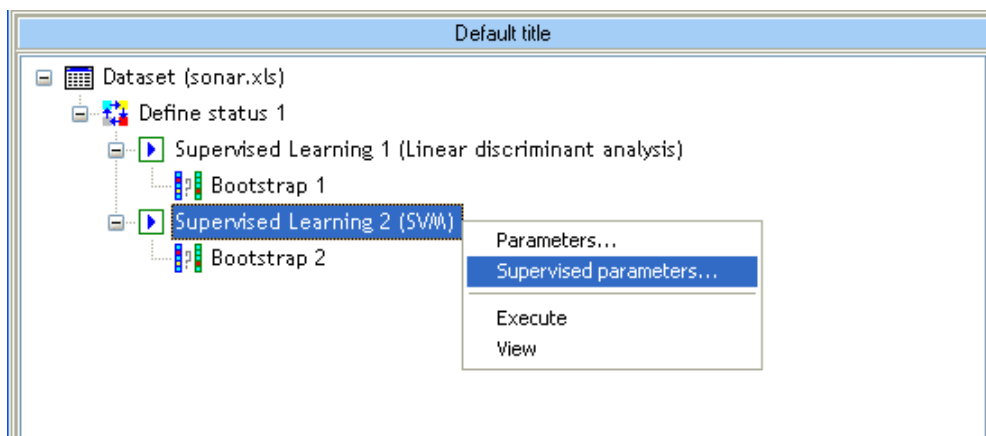 Default title
Dataset (sonar.xls)
Define status 1
Supervised Learning 1 (Linear discriminant analysis)
Bootstrap 1
Supervised Learning 2 (SVM)
Bootstrap 2
Parameters...
Supervised parameters...
Execute
View